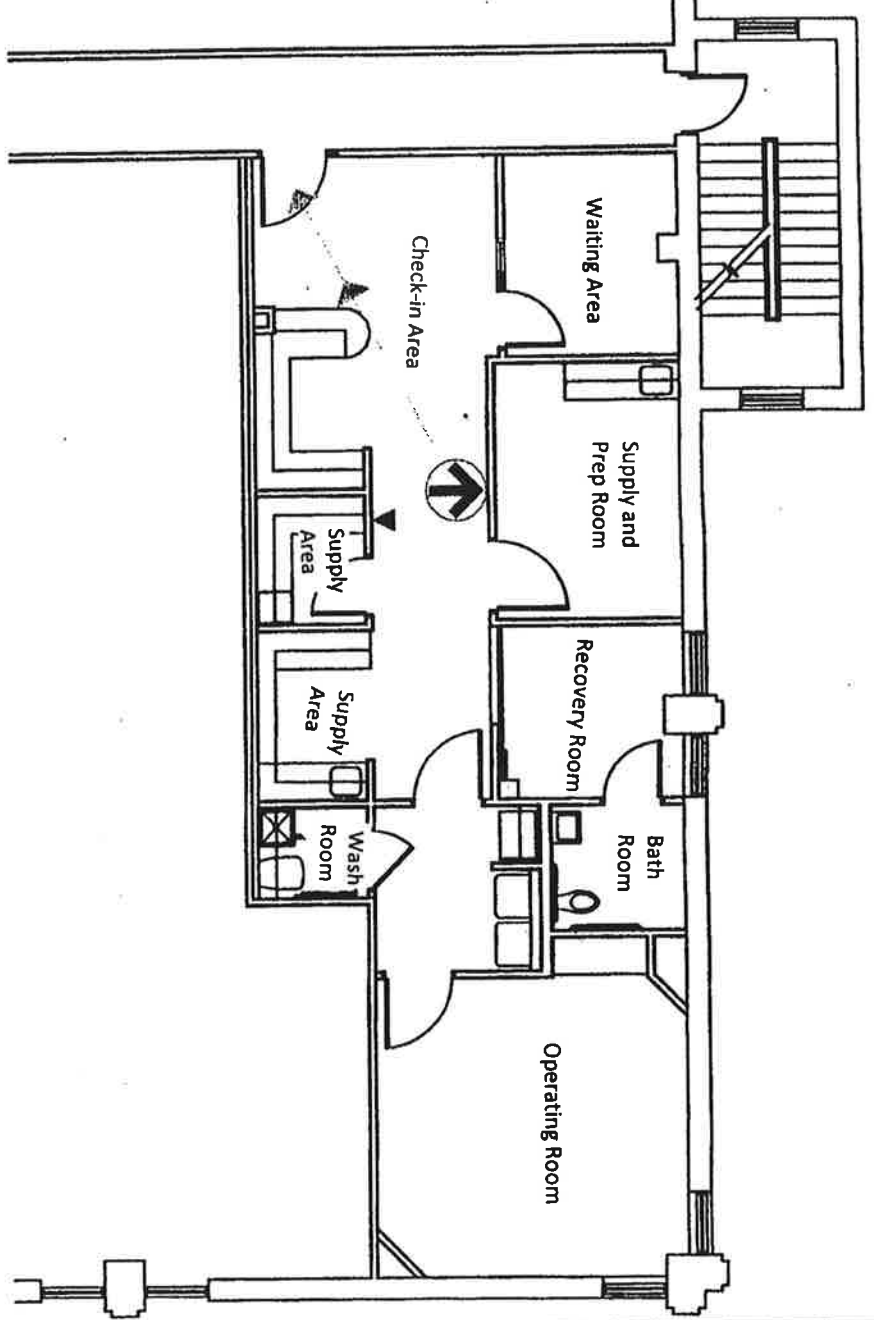 Waiting Area
Check-in Area
Supply and
Prep Room
Supply
Area
Recovery Room
Supply
Area
Bath
Room
Wash
Room
Operating Room